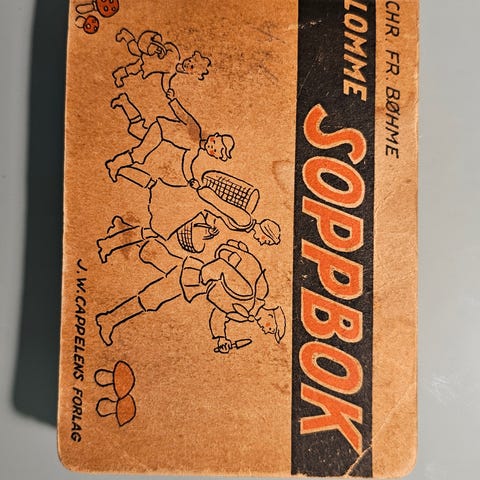 CHR. FR. BØHME
LOMME
SOPPBOK
J.W. CAPPELENS FORLAG